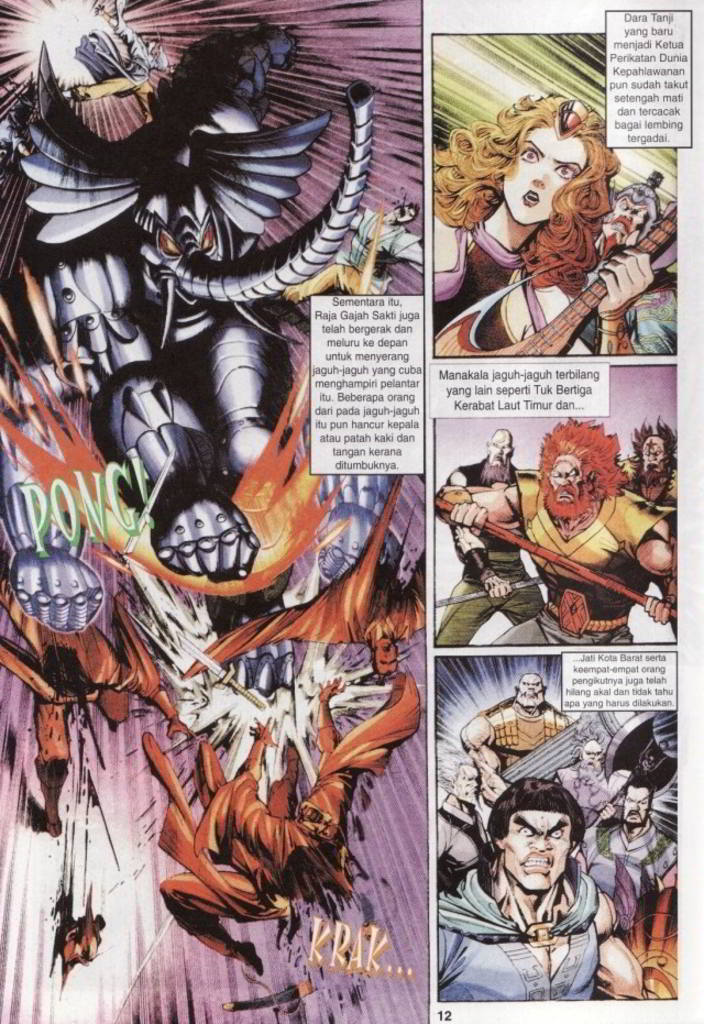 Sementara itu,
Raja Gajah Sakti juga
telah bergerak dan
meluru ke depan
untuk menyerang
jaguh-jaguh yang cuba
menghampiri pelantar
itu. Beberapa orang
dari pada jaguh-jaguh
itu pun hancur kepala
atau patah kaki dan
tangan kerana
ditumbuknya.
PONG!
KRAK...
Dara Tanji
yang baru
menjadi Ketua
Perikatan Dunia
Kepahlawanan
pun sudah takut
setengah mati
dan tercacak
bagai lembing
tergadai.
Manakala jaguh-jaguh terbilang
yang lain seperti Tuk Bertiga
Kerabat Laut Timur dan...
...Jati Kota Barat serta
keempat-empat orang
pengikutnya juga telah
hilang akal dan tidak tahu
apa yang harus dilakukan.
12